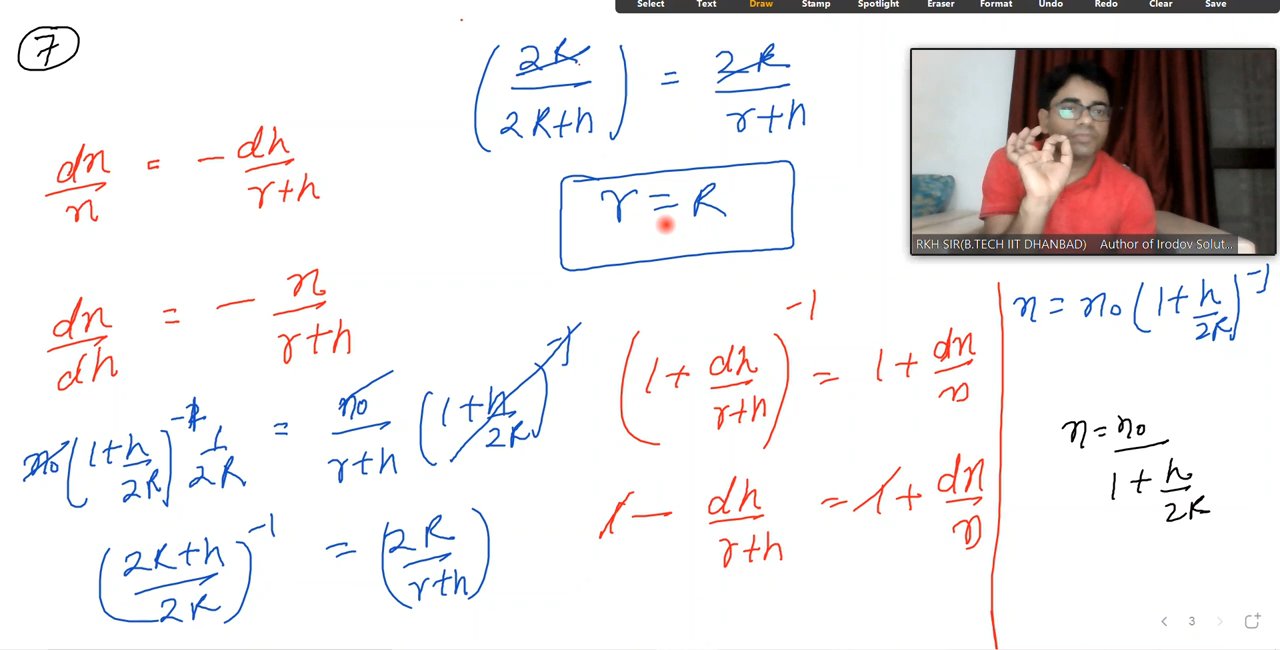 Select Text Draw Stamp Spotlight Eraser Format Undo Redo Clear Save
7
(2R/(2R+h)) = 2R/(r+h)
dn/n = -dh/(r+h)
r = R
RKH SIR(B.TECH IIT DHANBAD) Author of Irodov Solut...
dn/dh = -n/(r+h)
(1+dh/(r+h))^-1 = 1+dn/n
n = n0(1+h/2R)^-1
n0(1+h/2R)^-2 1/2R = n0/(r+h) (1+h/2R)^-1
n = n0/(1+h/2R)
((2R+h)/2R)^-1 = (2R/(r+h))
1-dh/(r+h) = 1+dn/n
< 3 >